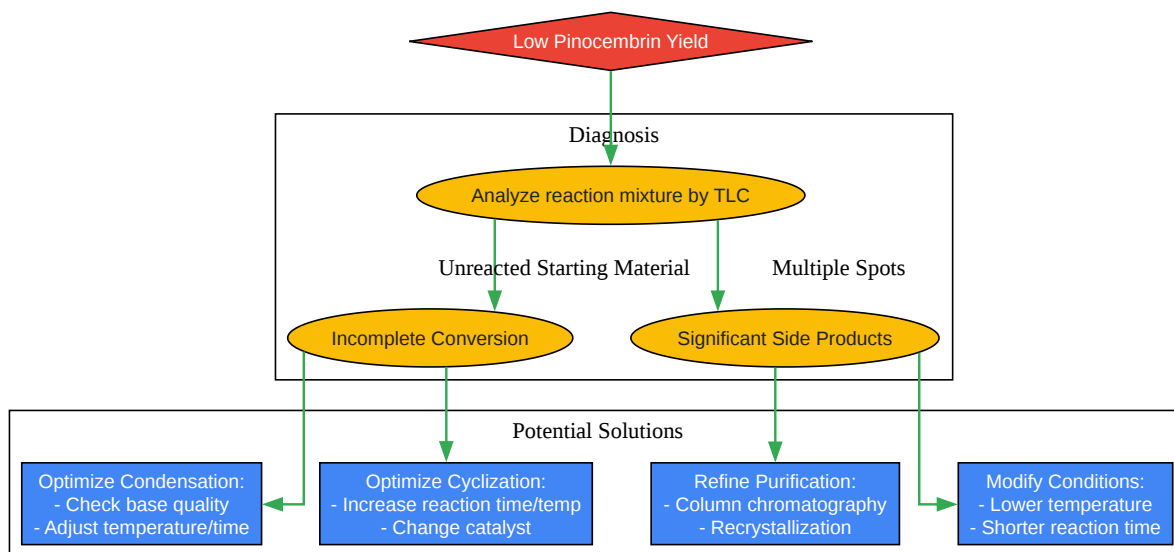 Low Pinocembrin Yield
Diagnosis
Analyze reaction mixture by TLC
Unreacted Starting Material
Multiple Spots
Incomplete Conversion
Significant Side Products
Potential Solutions
Optimize Condensation:
- Check base quality
- Adjust temperature/time
Optimize Cyclization:
- Increase reaction time/temp
- Change catalyst
Refine Purification:
- Column chromatography
- Recrystallization
Modify Conditions:
- Lower temperature
- Shorter reaction time